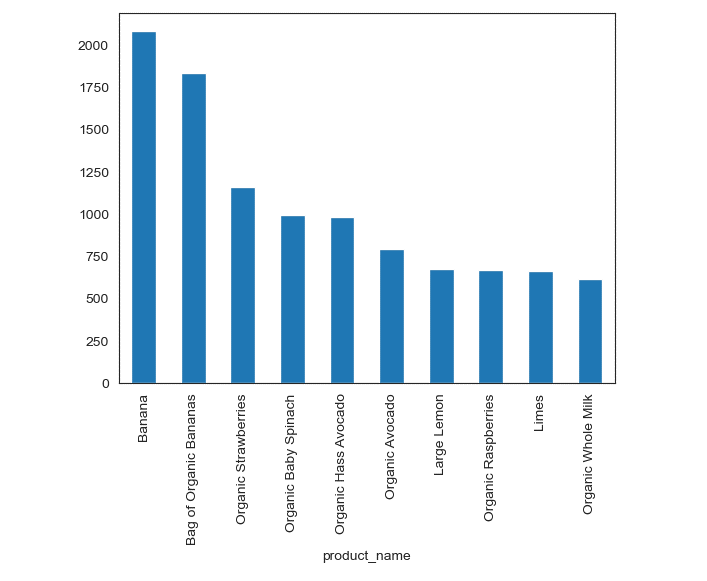 2000
1750
1500
1250
1000
750
500
250
0
Banana
Bag of Organic Bananas
Organic Strawberries
Organic Baby Spinach
Organic Hass Avocado
Organic Avocado
Large Lemon
Organic Raspberries
Limes
Organic Whole Milk
product_name